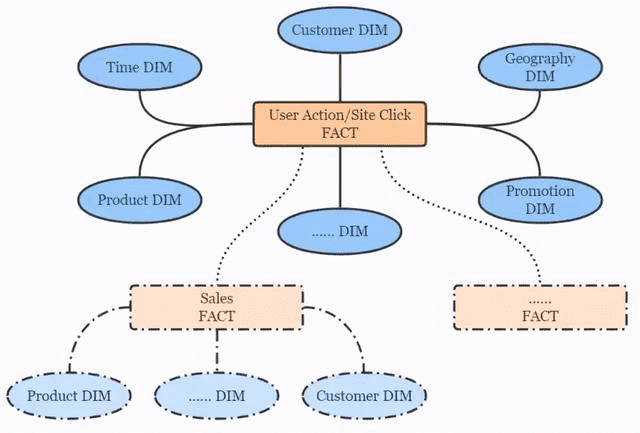 Customer DIM
Time DIM
Geography
DIM
User Action/Site Click
FACT
Product DIM
Promotion
DIM
...... DIM
Sales
FACT
......
FACT
Product DIM
...... DIM
Customer DIM